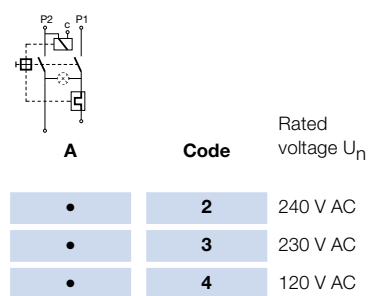 P2 c P1
A Code Rated voltage Un
• 2 240 V AC
• 3 230 V AC
• 4 120 V AC